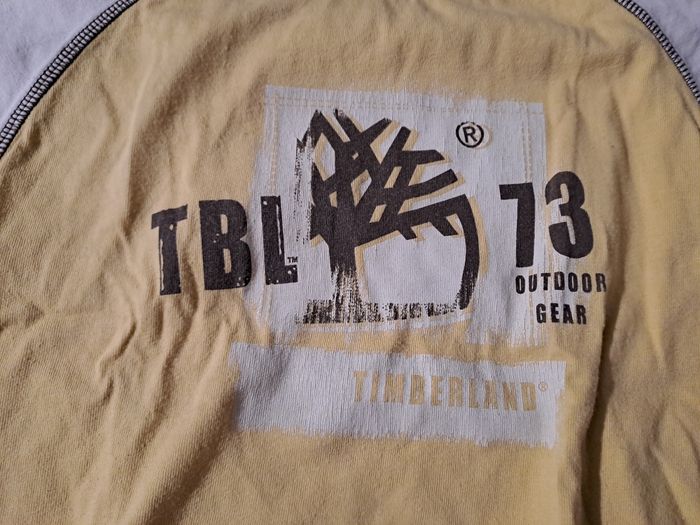 ®
TBL™ 73
OUTDOOR
GEAR
TIMBERLAND®